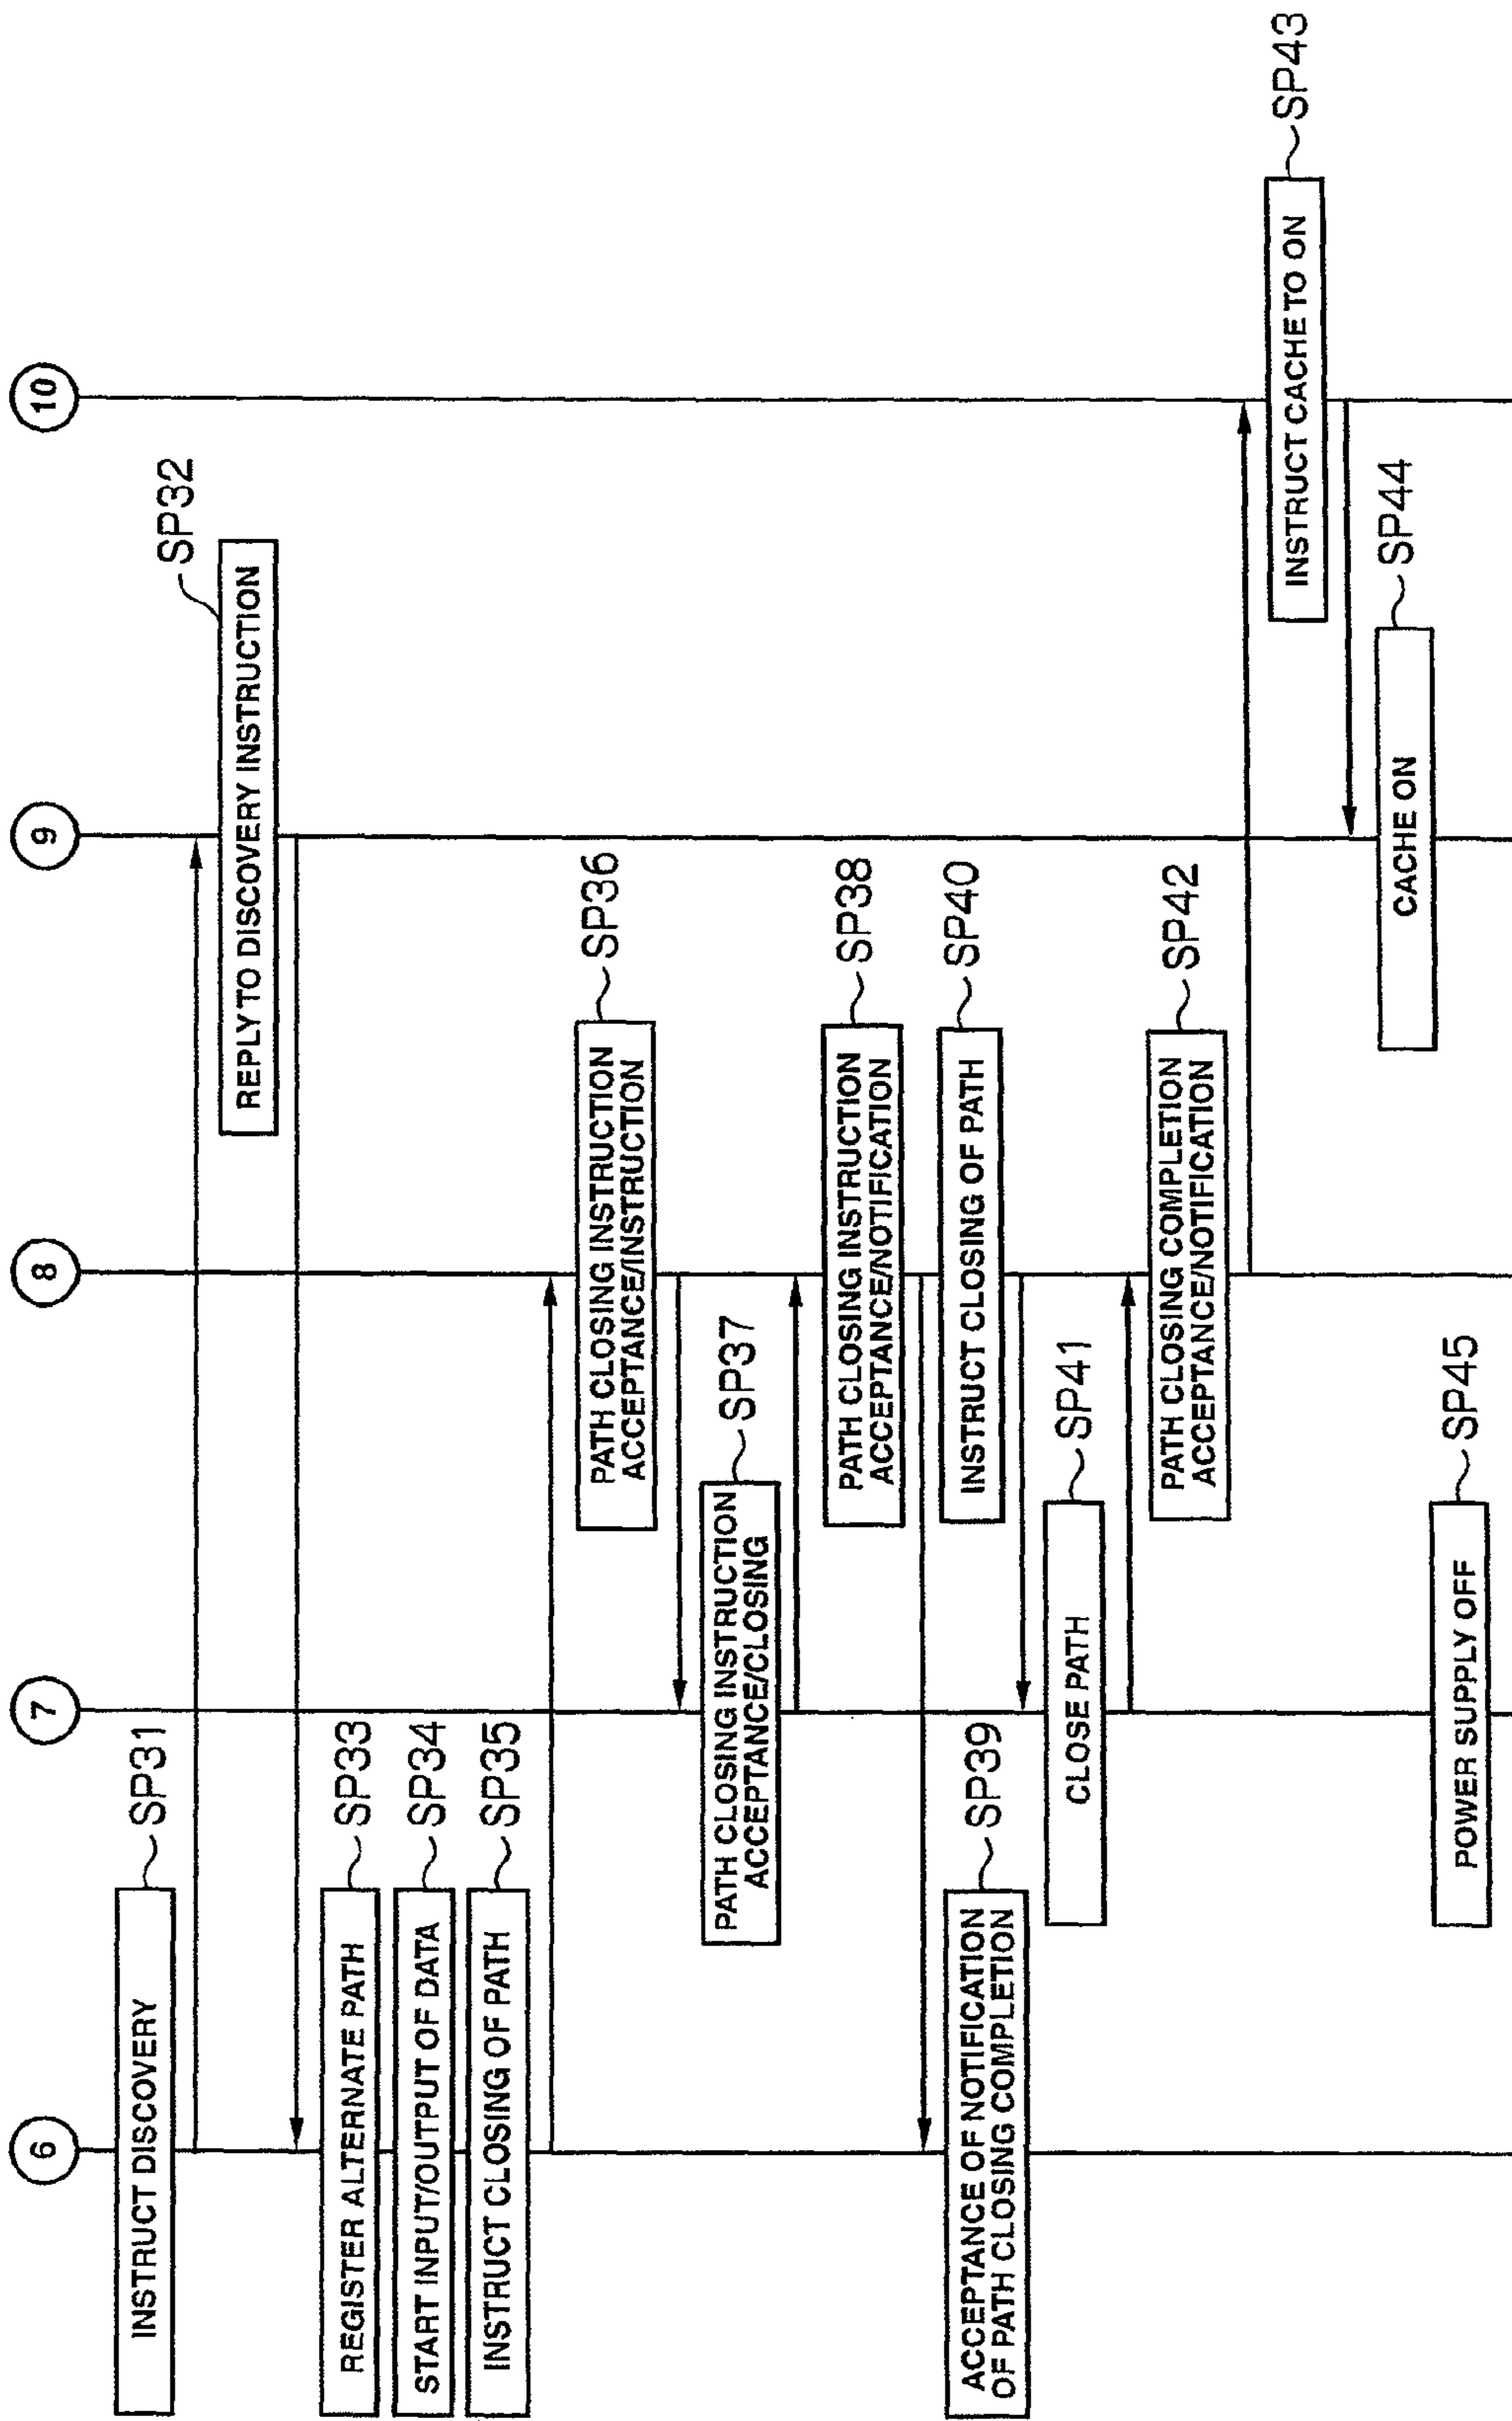 6
7
8
9
10
INSTRUCT DISCOVERY
SP31
REPLY TO DISCOVERY INSTRUCTION
SP32
REGISTER ALTERNATE PATH
SP33
START INPUT/OUTPUT OF DATA
SP34
INSTRUCT CLOSING OF PATH
SP35
PATH CLOSING INSTRUCTION
ACCEPTANCE/INSTRUCTION
SP36
PATH CLOSING INSTRUCTION
ACCEPTANCE/CLOSING
SP37
PATH CLOSING INSTRUCTION
ACCEPTANCE/NOTIFICATION
SP38
ACCEPTANCE OF NOTIFICATION
OF PATH CLOSING COMPLETION
SP39
INSTRUCT CLOSING OF PATH
SP40
CLOSE PATH
SP41
PATH CLOSING COMPLETION
ACCEPTANCE/NOTIFICATION
SP42
INSTRUCT CACHE TO ON
SP43
CACHE ON
SP44
POWER SUPPLY OFF
SP45